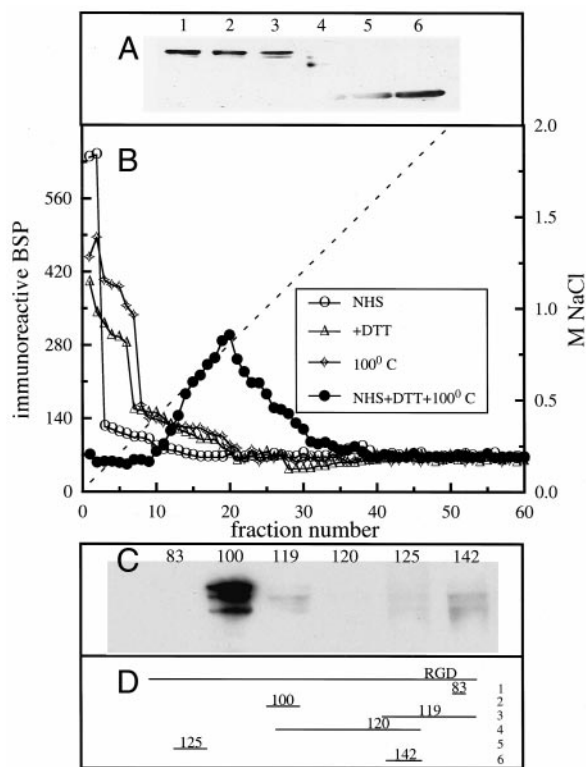 A
1 2 3 4 5 6
B
immunoreactive BSP
560
420
280
140
0
2.0
1.5
1.0
0.5
0.0
M NaCl
NHS
+DTT
100⁰ C
NHS+DTT+100⁰ C
0 10 20 30 40 50 60
fraction number
C
83 100 119 120 125 142
D
RGD
83 1
100 2
119 3
120 4
125 5
142 6